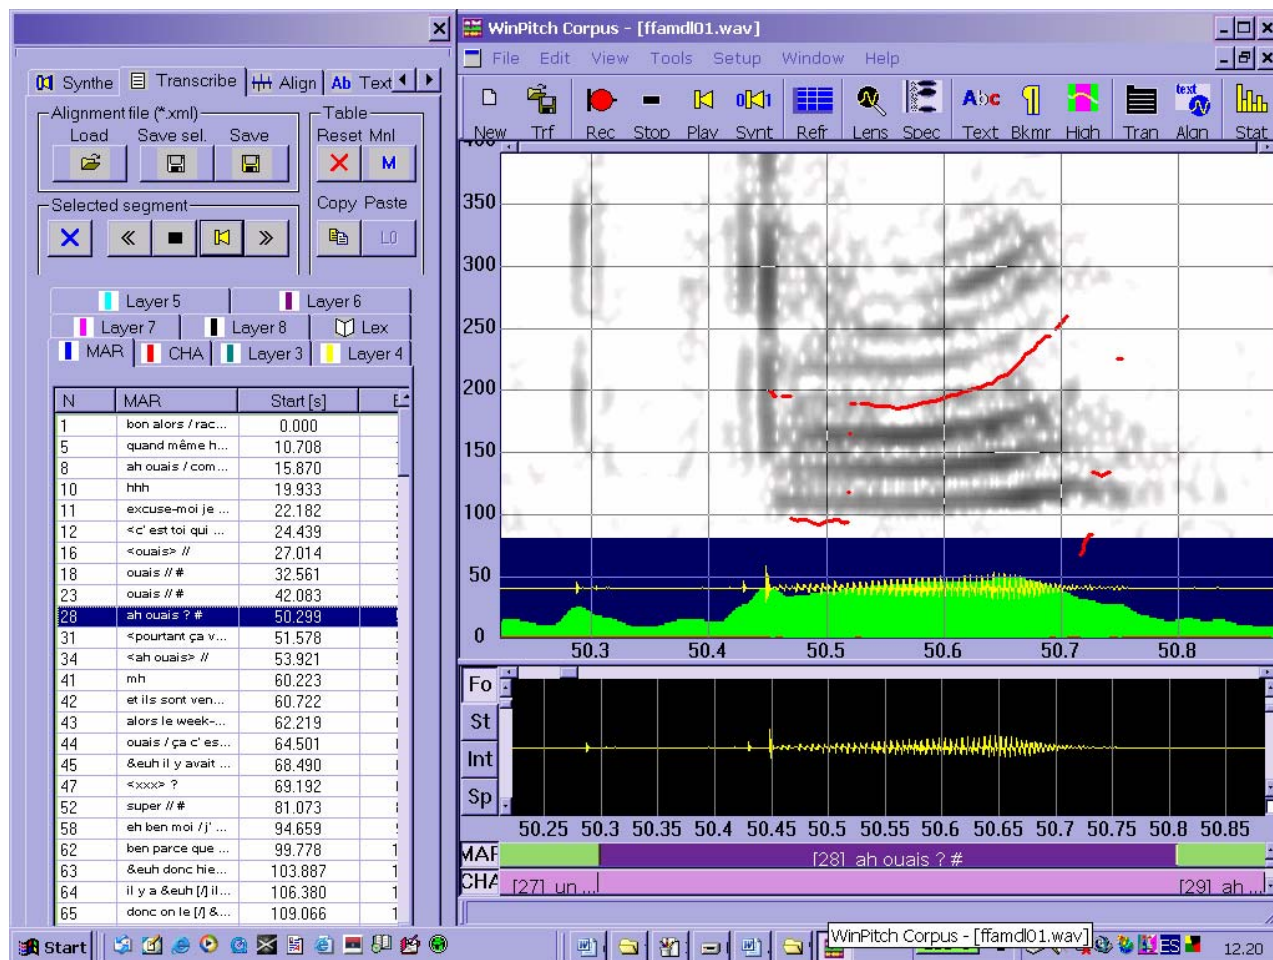 WinPitch Corpus - [ffamdl01.wav]
File Edit View Tools Setup Window Help
New Trf Rec Stop Play Synt Refr Lens Spec Text Bkmr High Tran Algn Stat
Synthe Transcribe Align Text
Alignment file (*.xml)
Load Save sel. Save
Table
Reset Mnl
Selected segment
Copy Paste
Layer 5 Layer 6
Layer 7 Layer 8 Lex
MAR CHA Layer 3 Layer 4
N MAR Start [s]
1 bon alors / rac... 0.000
5 quand même h... 10.708
8 ah ouais / com... 15.870
10 hhh 19.933
11 excuse-moi je ... 22.182
12 <c' est toi qui ... 24.439
16 <ouais> // 27.014
18 ouais // # 32.561
23 ouais // # 42.083
28 ah ouais ? # 50.299
31 <pourtant ça v... 51.578
34 <ah ouais> // 53.921
41 mh 60.223
42 et ils sont ven... 60.722
43 alors le week-... 62.219
44 ouais / ça c' es... 64.501
45 &euh il y avait ... 68.490
47 <xxx> ? 69.192
52 super // # 81.073
58 eh ben moi / j' ... 94.659
62 ben parce que ... 99.778
63 &euh donc hie... 103.887
64 il y a &euh [/] il... 106.380
65 donc on le [/] &... 109.066
400
350
300
250
200
150
100
50
0
50.3 50.4 50.5 50.6 50.7 50.8
Fo
St
Int
Sp
50.25 50.3 50.35 50.4 50.45 50.5 50.55 50.6 50.65 50.7 50.75 50.8 50.85
MAR [28] ah ouais ? #
CHA [27] un ... [29] ah ...
Start
WinPitch Corpus - [ffamdl01.wav]
ES
12.20